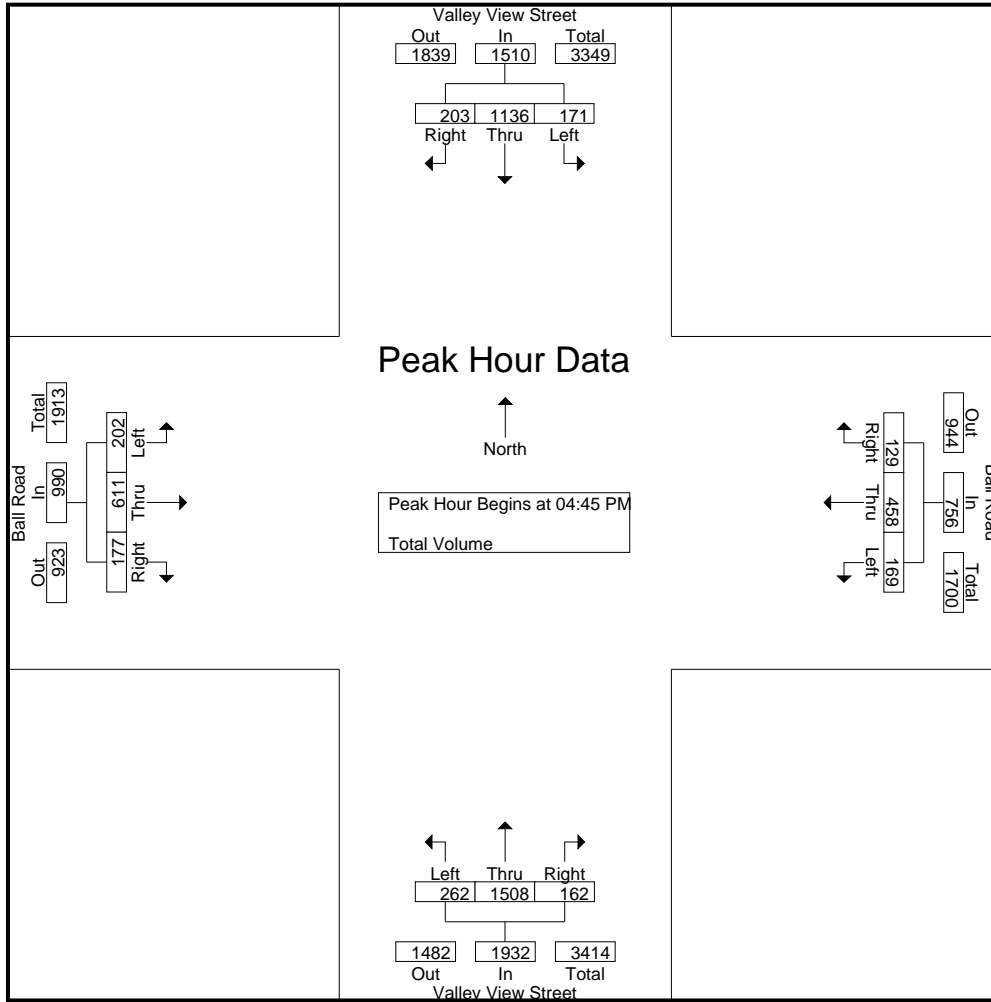 Valley View Street
Out In Total
1839 1510 3349
203 1136 171
Right Thru Left
Peak Hour Data
North
Peak Hour Begins at 04:45 PM
Total Volume
Ball Road
Total In Out
1913 990 923
202 611 177
Left Thru Right
Ball Road
Out In Total
944 756 1700
129 458 169
Right Thru Left
Left Thru Right
262 1508 162
1482 1932 3414
Out In Total
Valley View Street